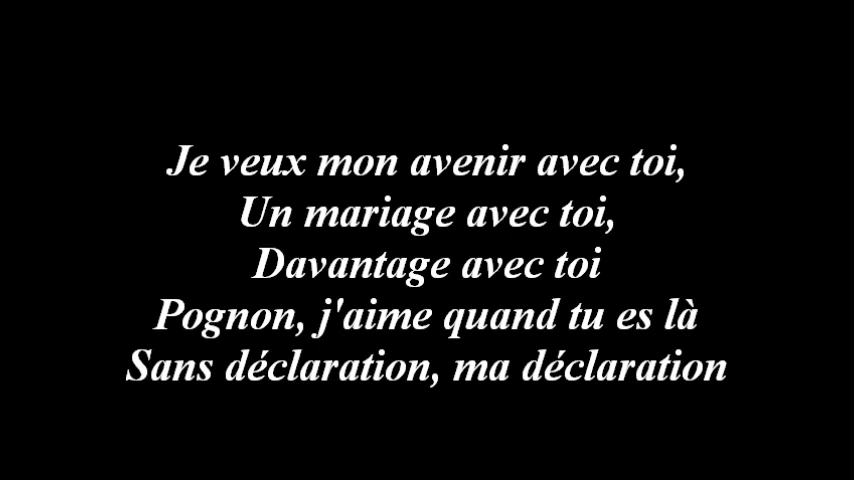 Je veux mon avenir avec toi,
Un mariage avec toi,
Davantage avec toi
Pognon, j'aime quand tu es là
Sans déclaration, ma déclaration